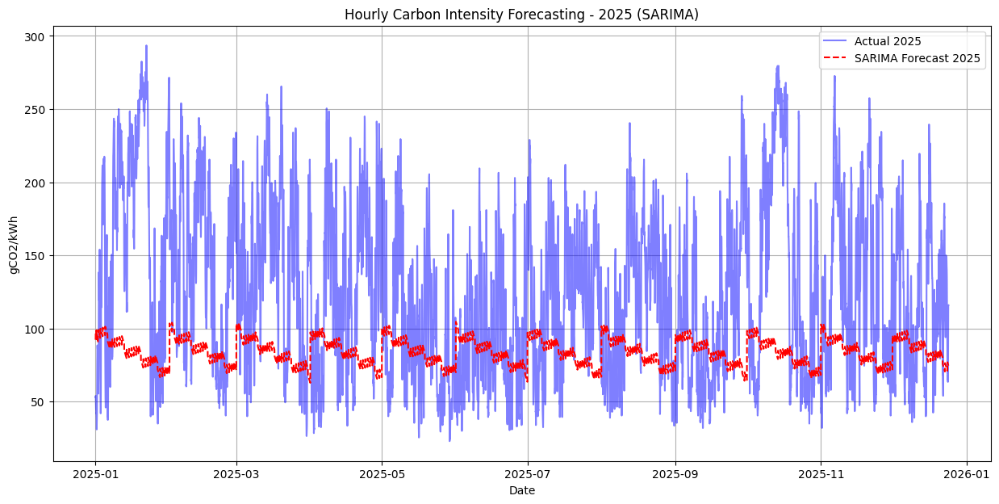 Hourly Carbon Intensity Forecasting - 2025 (SARIMA)
Actual 2025
SARIMA Forecast 2025
gCO2/kWh
300
250
200
150
100
50
2025-01
2025-03
2025-05
2025-07
2025-09
2025-11
2026-01
Date